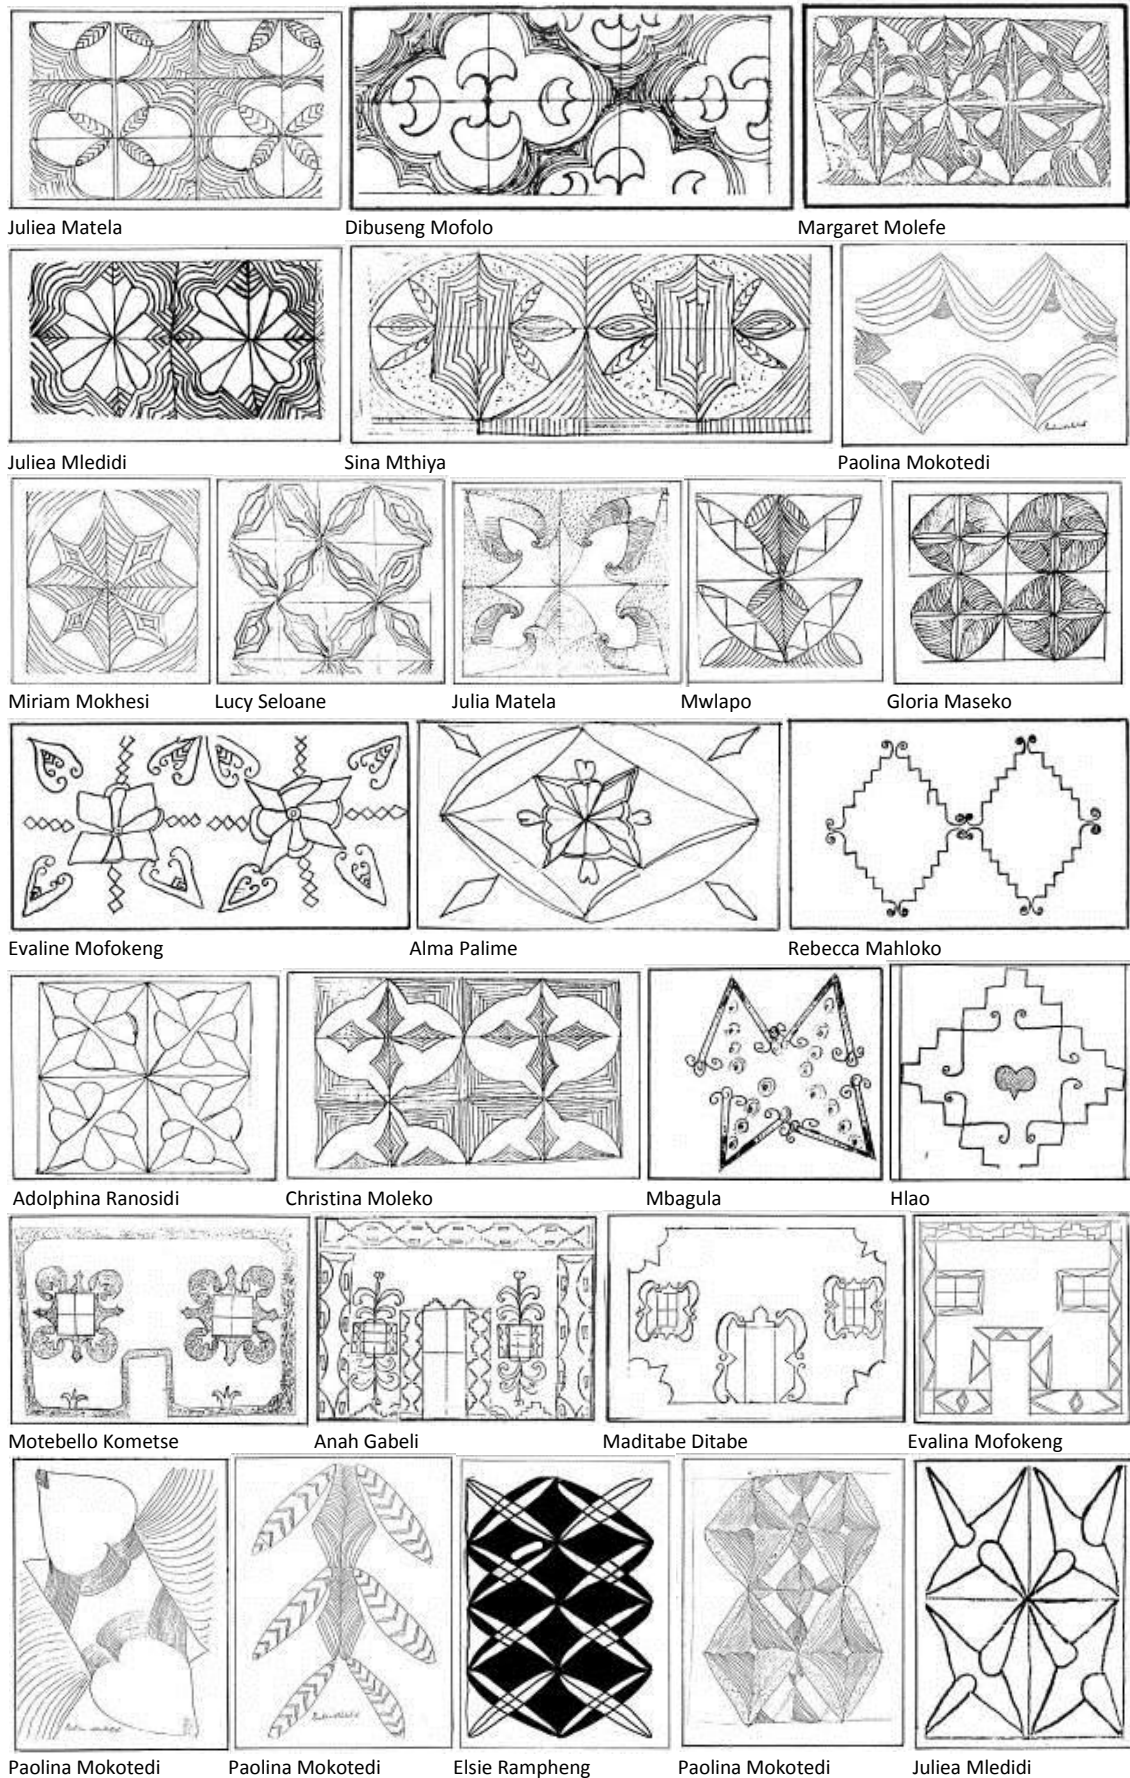 Juliea Matela
Dibuseng Mofolo
Margaret Molefe
Juliea Mledidi
Sina Mthiya
Paolina Mokotedi
Miriam Mokhesi
Lucy Seloane
Julia Matela
Mwlapo
Gloria Maseko
Evaline Mofokeng
Alma Palime
Rebecca Mahloko
Adolphina Ranosidi
Christina Moleko
Mbagula
Hlao
Motebello Kometse
Anah Gabeli
Maditabe Ditabe
Evalina Mofokeng
Paolina Mokotedi
Paolina Mokotedi
Elsie Rampheng
Paolina Mokotedi
Juliea Mledidi